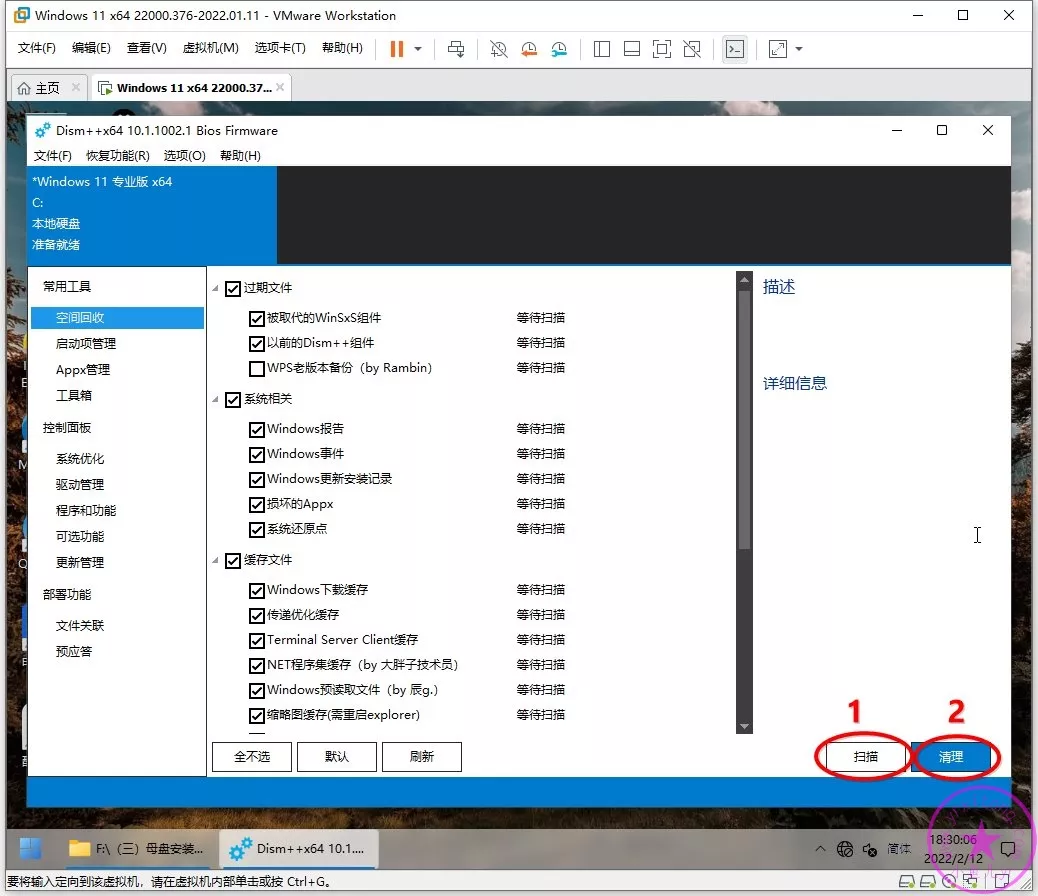 Windows 11 x64 22000.376-2022.01.11 - VMware Workstation
文件(F) 编辑(E) 查看(V) 虚拟机(M) 选项卡(T) 帮助(H)
主页 Windows 11 x64 22000.37...
Dism++x64 10.1.1002.1 Bios Firmware
文件(F) 恢复功能(R) 选项(O) 帮助(H)
*Windows 11 专业版 x64
C:
本地硬盘
准备就绪
常用工具
空间回收
启动项管理
Appx管理
工具箱
控制面板
系统优化
驱动管理
程序和功能
可选功能
更新管理
部署功能
文件关联
预应答
过期文件
被取代的WinSxS组件 等待扫描
以前的Dism++组件 等待扫描
WPS老版本备份（by Rambin） 等待扫描
系统相关
Windows报告 等待扫描
Windows事件 等待扫描
Windows更新安装记录 等待扫描
损坏的Appx 等待扫描
系统还原点 等待扫描
缓存文件
Windows下载缓存 等待扫描
传递优化缓存 等待扫描
Terminal Server Client缓存 等待扫描
NET程序集缓存（by 大胖子技术员） 等待扫描
Windows预读取文件（by 辰g.） 等待扫描
缩略图缓存(需重启explorer) 等待扫描
描述
详细信息
1 2
全不选 默认 刷新 扫描 清理
F:\（三）母盘安装... Dism++x64 10.1.... 简体 18:30:06
2022/2/12
要将输入定向到该虚拟机，请在虚拟机内部单击或按 Ctrl+G。